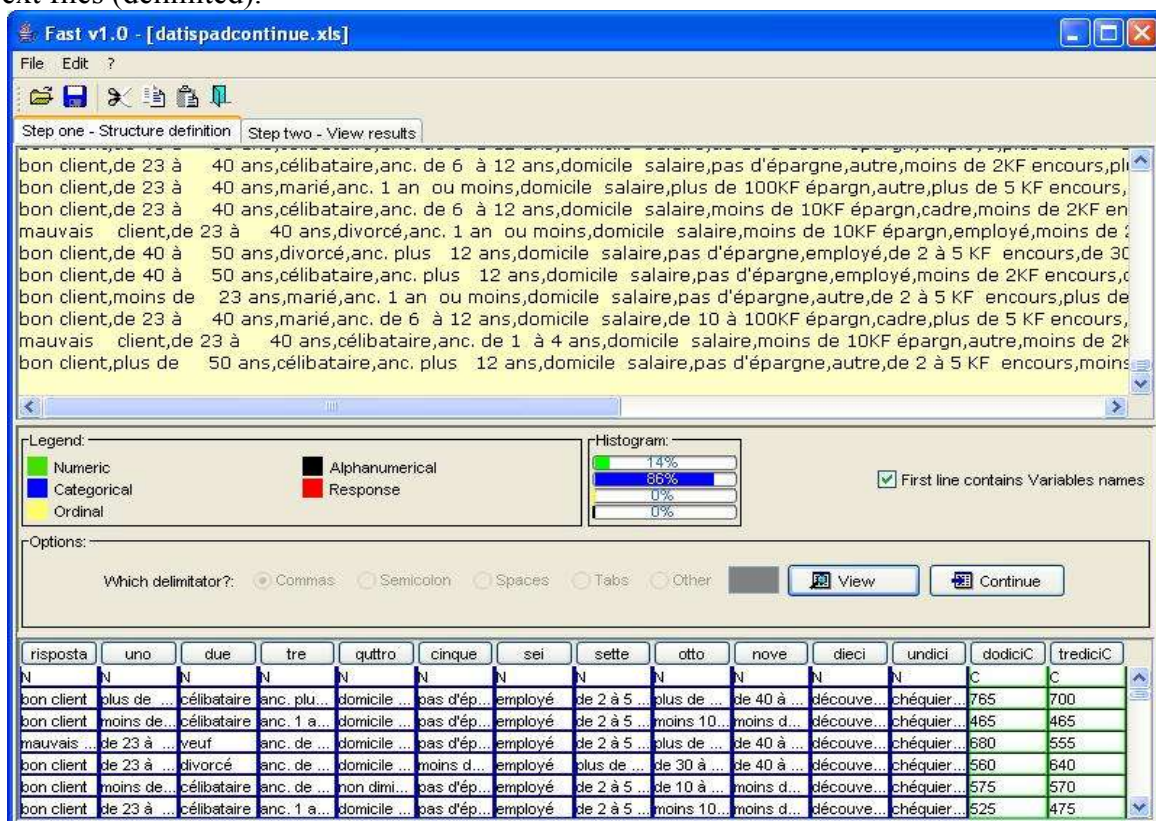 ext files (delimited).
Fast v1.0 - [datispadcontinue.xls]
File Edit ?
Step one - Structure definition Step two - View results
bon client,de 23 à 40 ans,célibataire,anc. de 6 à 12 ans,domicile salaire,pas d'épargne,autre,moins de 2KF encours,pl
bon client,de 23 à 40 ans,marié,anc. 1 an ou moins,domicile salaire,plus de 100KF épargn,autre,plus de 5 KF encours,
bon client,de 23 à 40 ans,célibataire,anc. de 6 à 12 ans,domicile salaire,moins de 10KF épargn,cadre,moins de 2KF en
mauvais client,de 23 à 40 ans,divorcé,anc. 1 an ou moins,domicile salaire,moins de 10KF épargn,employé,moins de
bon client,de 40 à 50 ans,divorcé,anc. plus 12 ans,domicile salaire,pas d'épargne,employé,de 2 à 5 KF encours,de 30
bon client,de 40 à 50 ans,célibataire,anc. plus 12 ans,domicile salaire,pas d'épargne,employé,moins de 2KF encours,
bon client,moins de 23 ans,marié,anc. 1 an ou moins,domicile salaire,pas d'épargne,autre,de 2 à 5 KF encours,plus de
bon client,de 23 à 40 ans,marié,anc. de 6 à 12 ans,domicile salaire,de 10 à 100KF épargn,cadre,plus de 5 KF encours,
mauvais client,de 23 à 40 ans,célibataire,anc. de 1 à 4 ans,domicile salaire,moins de 10KF épargn,autre,moins de 2K
bon client,plus de 50 ans,célibataire,anc. plus 12 ans,domicile salaire,pas d'épargne,autre,de 2 à 5 KF encours,moins
Legend: Histogram:
Numeric Alphanumerical 14%
Categorical Response 86% First line contains Variables names
Ordinal 0%
0%
Options:
Which delimitator?: Commas Semicolon Spaces Tabs Other View Continue
risposta uno due tre quttro cinque sei sette otto nove dieci undici dodiciC trediciC
N N N N N N N N N N N N C C
bon client plus de ... célibataire anc. plu... domicile ... pas d'ép... employé de 2 à 5 ... plus de ... de 40 à ... découve... chéquier... 765 700
bon client moins de... célibataire anc. 1 a... domicile ... pas d'ép... employé de 2 à 5 ... moins 10... moins d... découve... chéquier... 465 465
mauvais ... de 23 à ... veuf anc. de ... domicile ... pas d'ép... employé de 2 à 5 ... plus de ... de 40 à ... découve... chéquier... 680 555
bon client de 23 à ... divorcé anc. de ... domicile ... moins d... employé plus de ... de 30 à ... de 40 à ... découve... chéquier... 560 640
bon client moins de... célibataire anc. de ... non dimi... pas d'ép... employé de 2 à 5 ... de 10 à ... moins d... découve... chéquier... 575 570
bon client de 23 à ... célibataire anc. 1 a... domicile ... pas d'ép... employé de 2 à 5 ... moins 10... moins d... découve... chéquier... 525 475